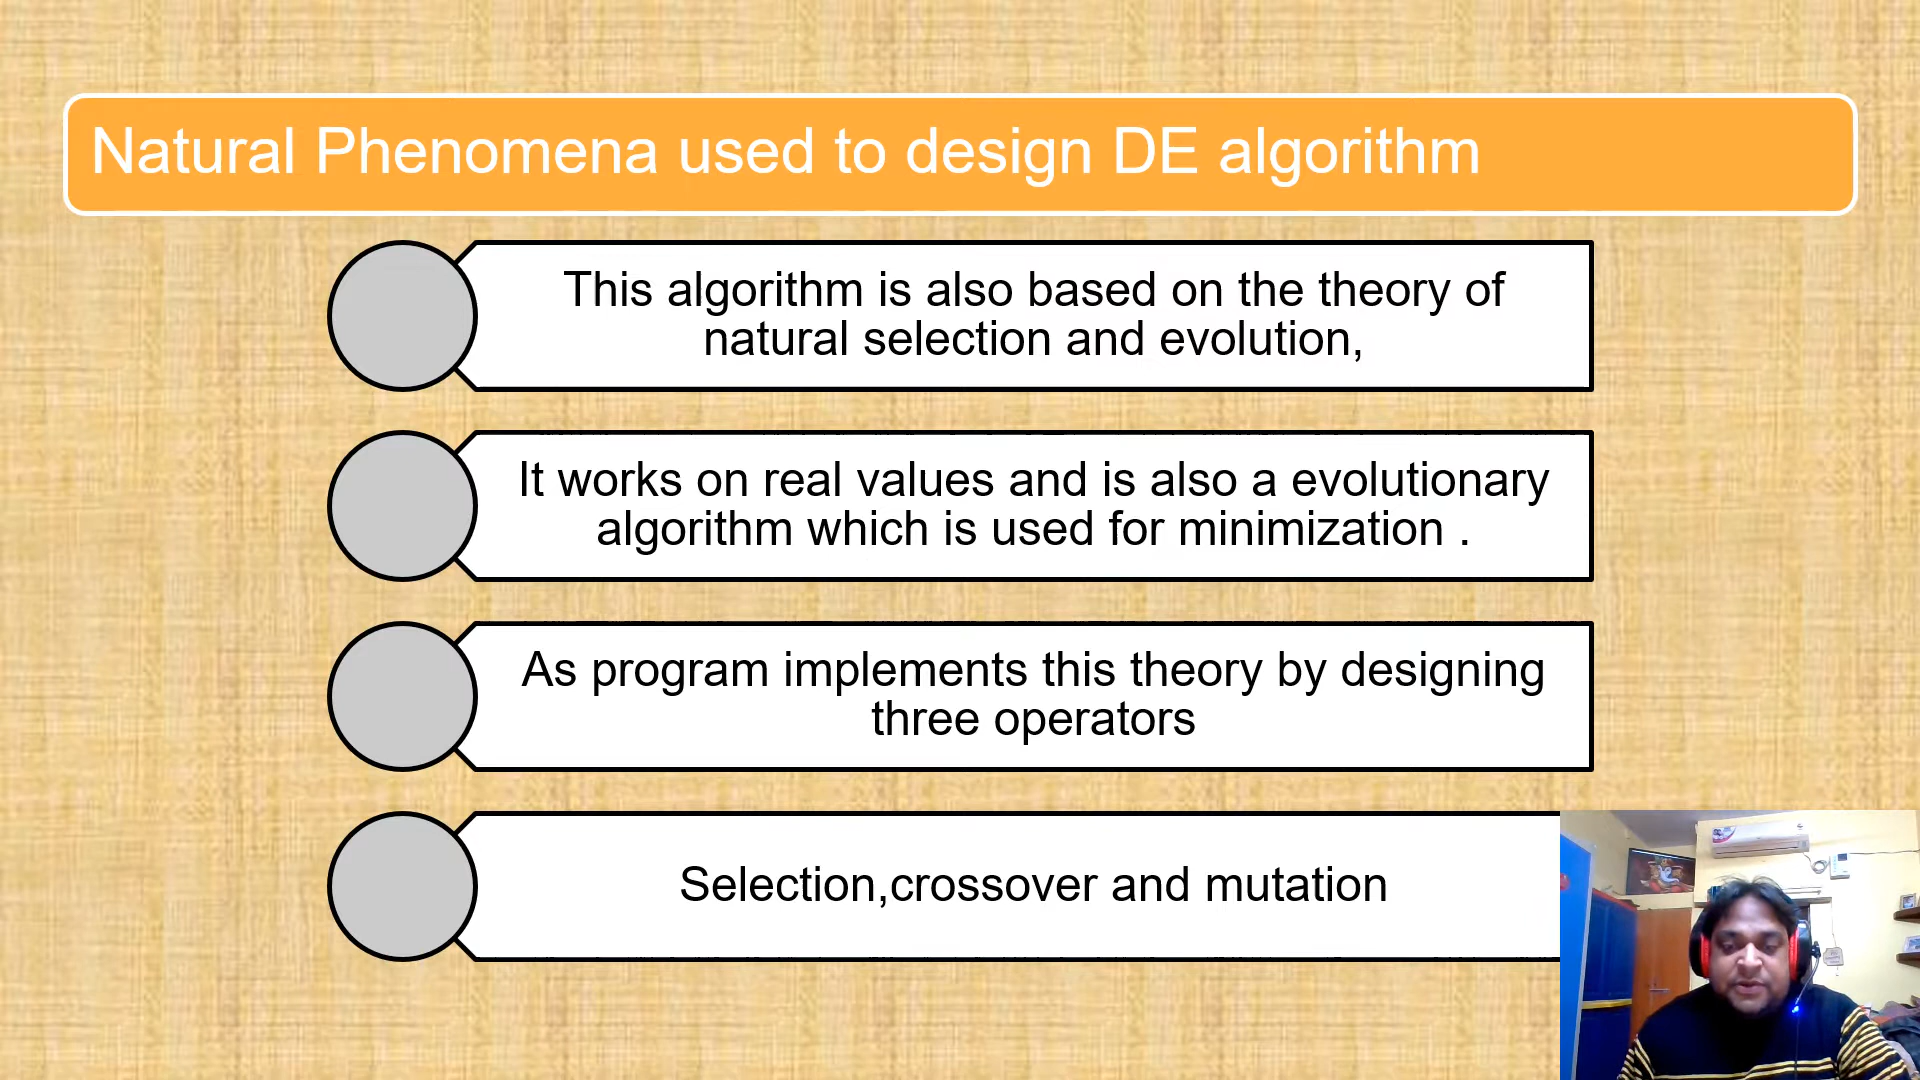 Natural Phenomena used to design DE algorithm
This algorithm is also based on the theory of
natural selection and evolution,
It works on real values and is also a evolutionary
algorithm which is used for minimization .
As program implements this theory by designing
three operators
Selection,crossover and mutation